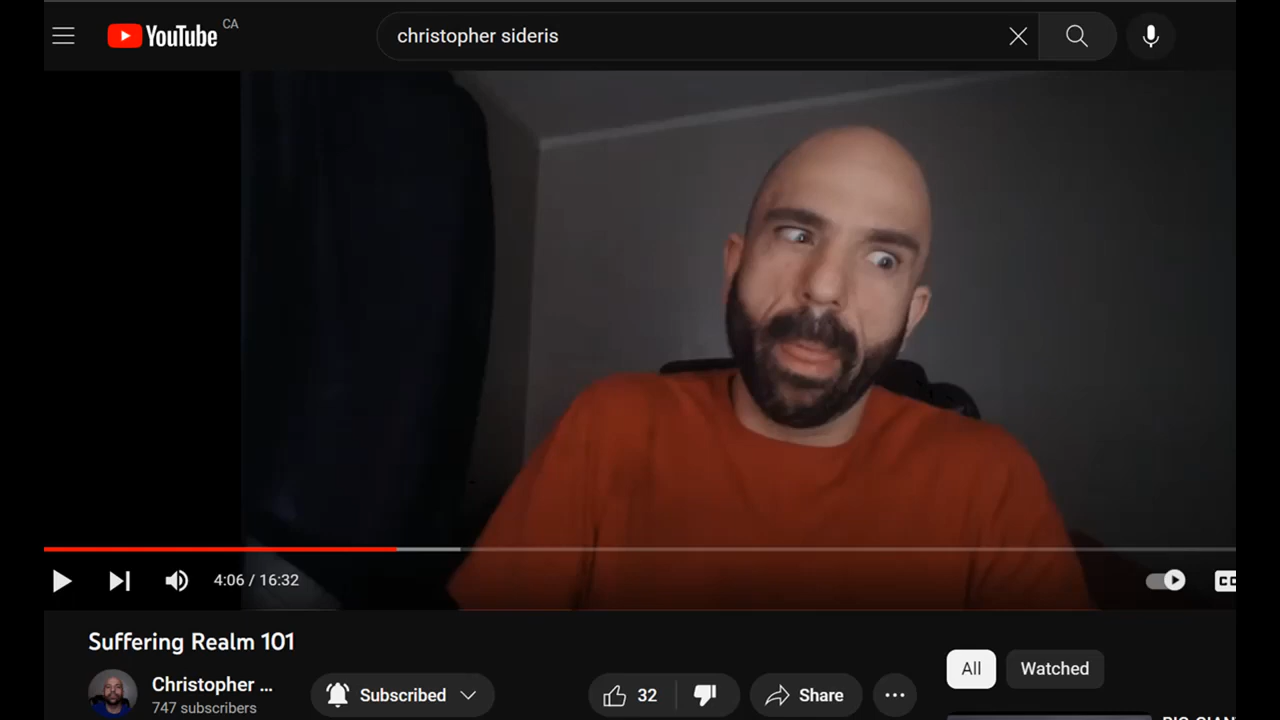 YouTube CA
christopher sideris
4:06 / 16:32
CC
Suffering Realm 101
Christopher ...
747 subscribers
Subscribed
32
Share
All
Watched